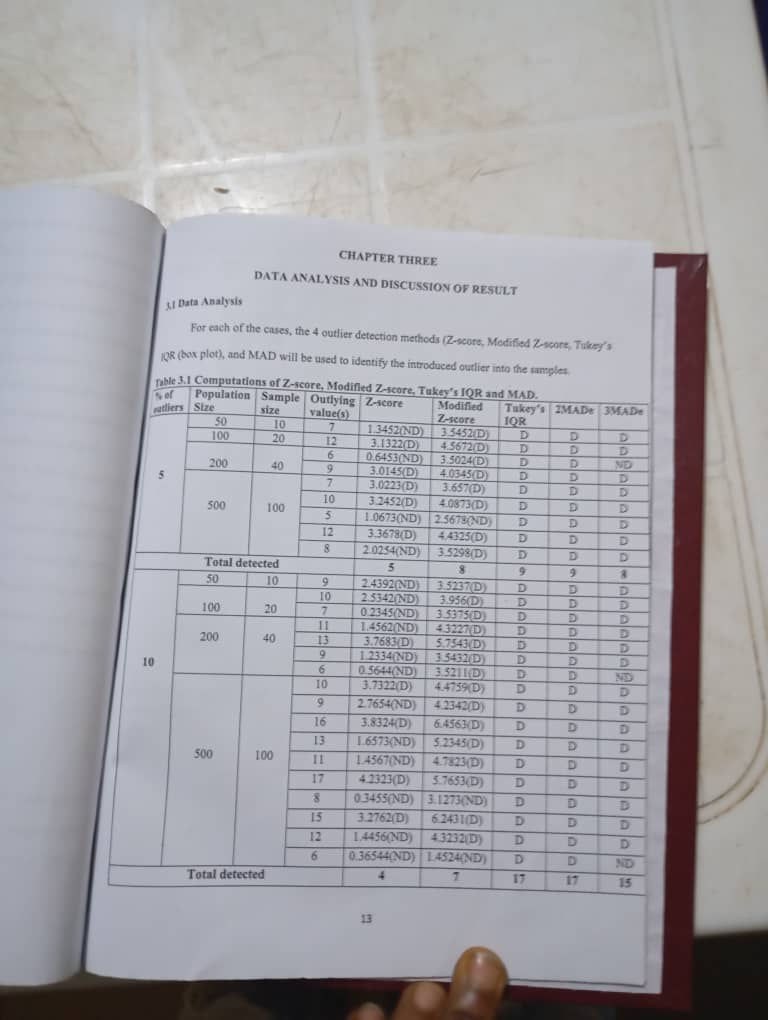 CHAPTER THREE
DATA ANALYSIS AND DISCUSSION OF RESULT
3.1 Data Analysis
For each of the cases, the 4 outlier detection methods (Z-score, Modified Z-score, Tukey's
IQR (box plot), and MAD will be used to identify the introduced outlier into the samples.
Table 3.1 Computations of Z-score, Modified Z-score, Tukey's IQR and MAD.
% of outliers Population Size Sample size Outlying value(s) Z-score Modified Z-score Tukey's IQR 2MADe 3MADe
5 50 10 7 1.3452(ND) 3.5452(D) D D D
100 20 12 3.1322(D) 4.5672(D) D D D
200 40 6 0.6453(ND) 3.5024(D) D D ND
9 3.0145(D) 4.0345(D) D D D
500 100 7 3.0223(D) 3.657(D) D D D
10 3.2452(D) 4.0873(D) D D D
5 1.0673(ND) 2.5678(ND) D D D
12 3.3678(D) 4.4325(D) D D D
8 2.0254(ND) 3.5298(D) D D D
Total detected 5 8 9 9 8
10 50 10 9 2.4392(ND) 3.5237(D) D D D
100 20 10 2.5342(ND) 3.956(D) D D D
7 0.2345(ND) 3.5375(D) D D D
200 40 11 1.4562(ND) 4.3227(D) D D D
13 3.7683(D) 5.7543(D) D D D
9 1.2334(ND) 3.5432(D) D D D
6 0.5644(ND) 3.5211(D) D D ND
500 100 10 3.7322(D) 4.4759(D) D D D
9 2.7654(ND) 4.2342(D) D D D
16 3.8324(D) 6.4563(D) D D D
13 1.6573(ND) 5.2345(D) D D D
11 1.4567(ND) 4.7823(D) D D D
17 4.2323(D) 5.7653(D) D D D
8 0.3455(ND) 3.1273(ND) D D D
15 3.2762(D) 6.2431(D) D D D
12 1.4456(ND) 4.3232(D) D D D
6 0.36544(ND) 1.4524(ND) D D ND
Total detected 4 7 17 17 15
13